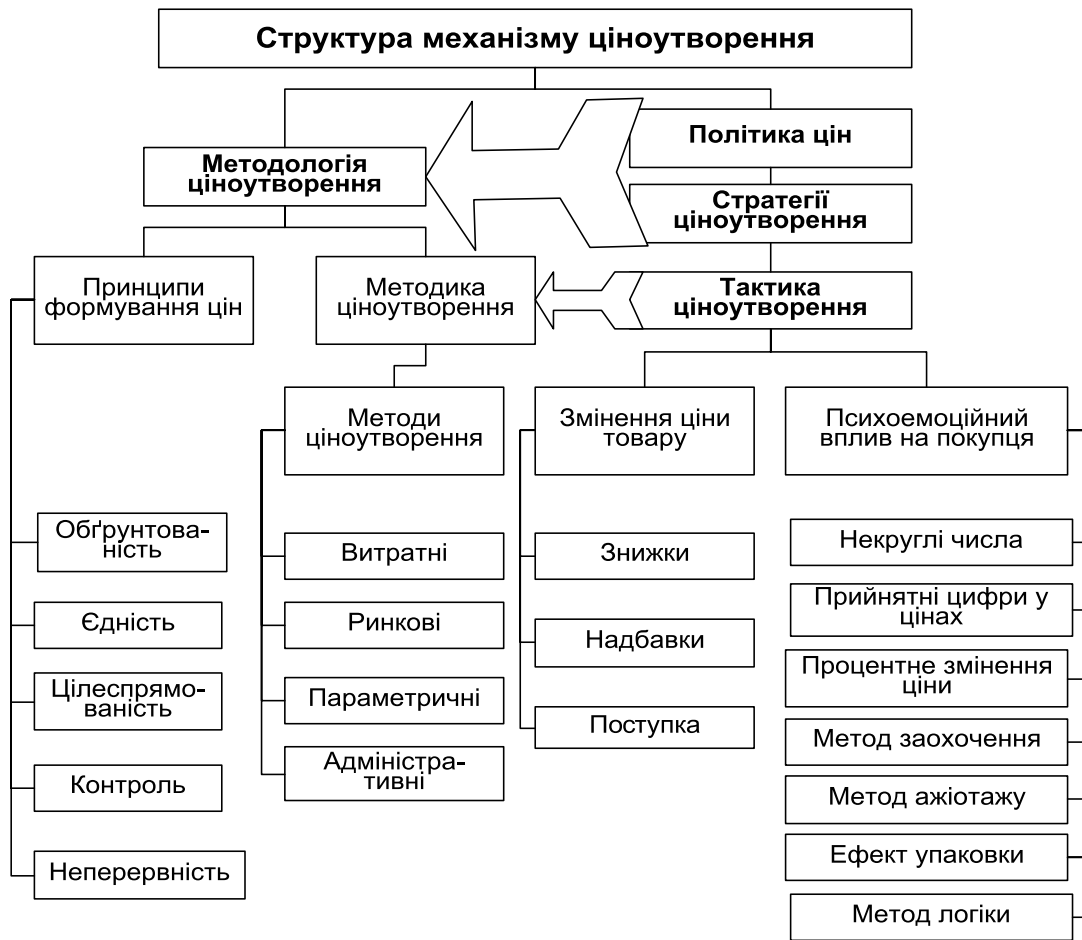 Структура механізму ціноутворення
Методологія
ціноутворення
Політика цін
Стратегії
ціноутворення
Тактика
ціноутворення
Принципи
формування цін
Методика
ціноутворення
Методи
ціноутворення
Змінення ціни
товару
Психоемоційний
вплив на покупця
Обґрунтова-
ність
Єдність
Цілеспрямо-
ваність
Контроль
Неперервність
Витратні
Ринкові
Параметричні
Адміністра-
тивні
Знижки
Надбавки
Поступка
Некруглі числа
Прийнятні цифри у
цінах
Процентне змінення
ціни
Метод заохочення
Метод ажіотажу
Ефект упаковки
Метод логіки